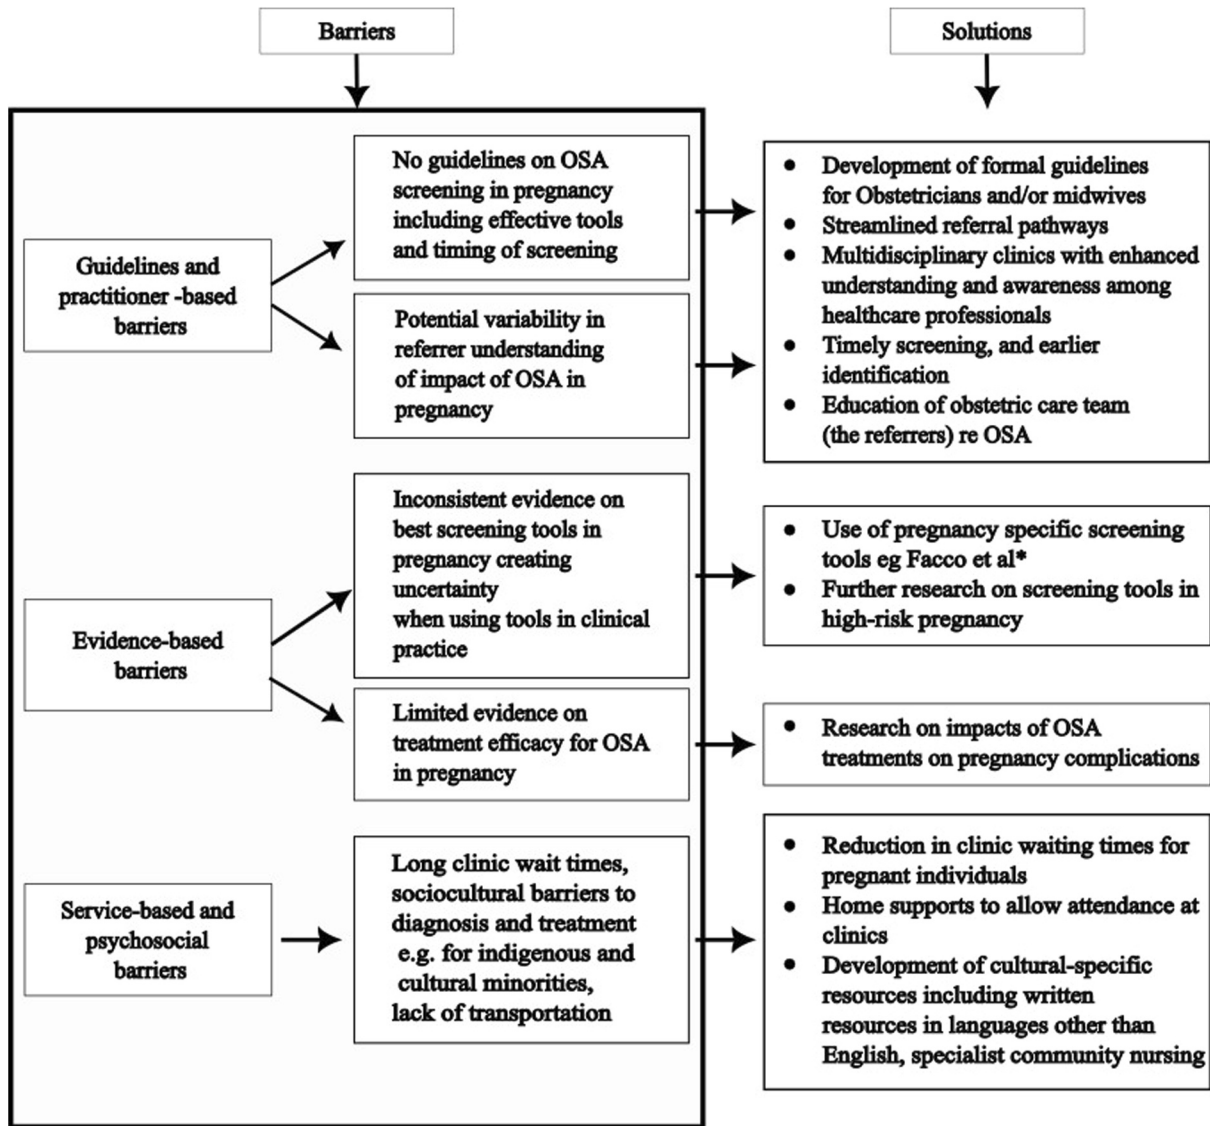 Barriers
Solutions
Guidelines and
practitioner -based
barriers
No guidelines on OSA
screening in pregnancy
including effective tools
and timing of screening
Potential variability in
referrer understanding
of impact of OSA in
pregnancy
● Development of formal guidelines
for Obstetricians and/or midwives
● Streamlined referral pathways
● Multidisciplinary clinics with enhanced
understanding and awareness among
healthcare professionals
● Timely screening, and earlier
identification
● Education of obstetric care team
(the referrers) re OSA
Evidence-based
barriers
Inconsistent evidence on
best screening tools in
pregnancy creating
uncertainty
when using tools in clinical
practice
● Use of pregnancy specific screening
tools eg Facco et al*
● Further research on screening tools in
high-risk pregnancy
Limited evidence on
treatment efficacy for OSA
in pregnancy
● Research on impacts of OSA
treatments on pregnancy complications
Service-based and
psychosocial
barriers
Long clinic wait times,
sociocultural barriers to
diagnosis and treatment
e.g. for indigenous and
cultural minorities,
lack of transportation
● Reduction in clinic waiting times for
pregnant individuals
● Home supports to allow attendance at
clinics
● Development of cultural-specific
resources including written
resources in languages other than
English, specialist community nursing